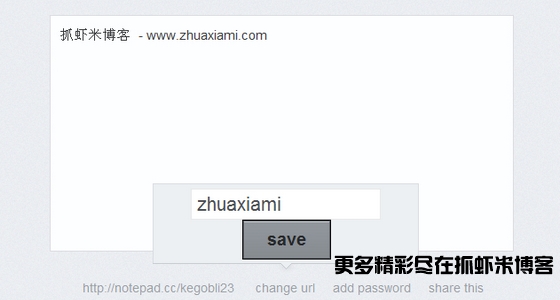 抓虾米博客 - www.zhuaxiami.com
zhuaxiami
save
更多精彩尽在抓虾米博客
http://notepad.cc/kegobli23 change url add password share this